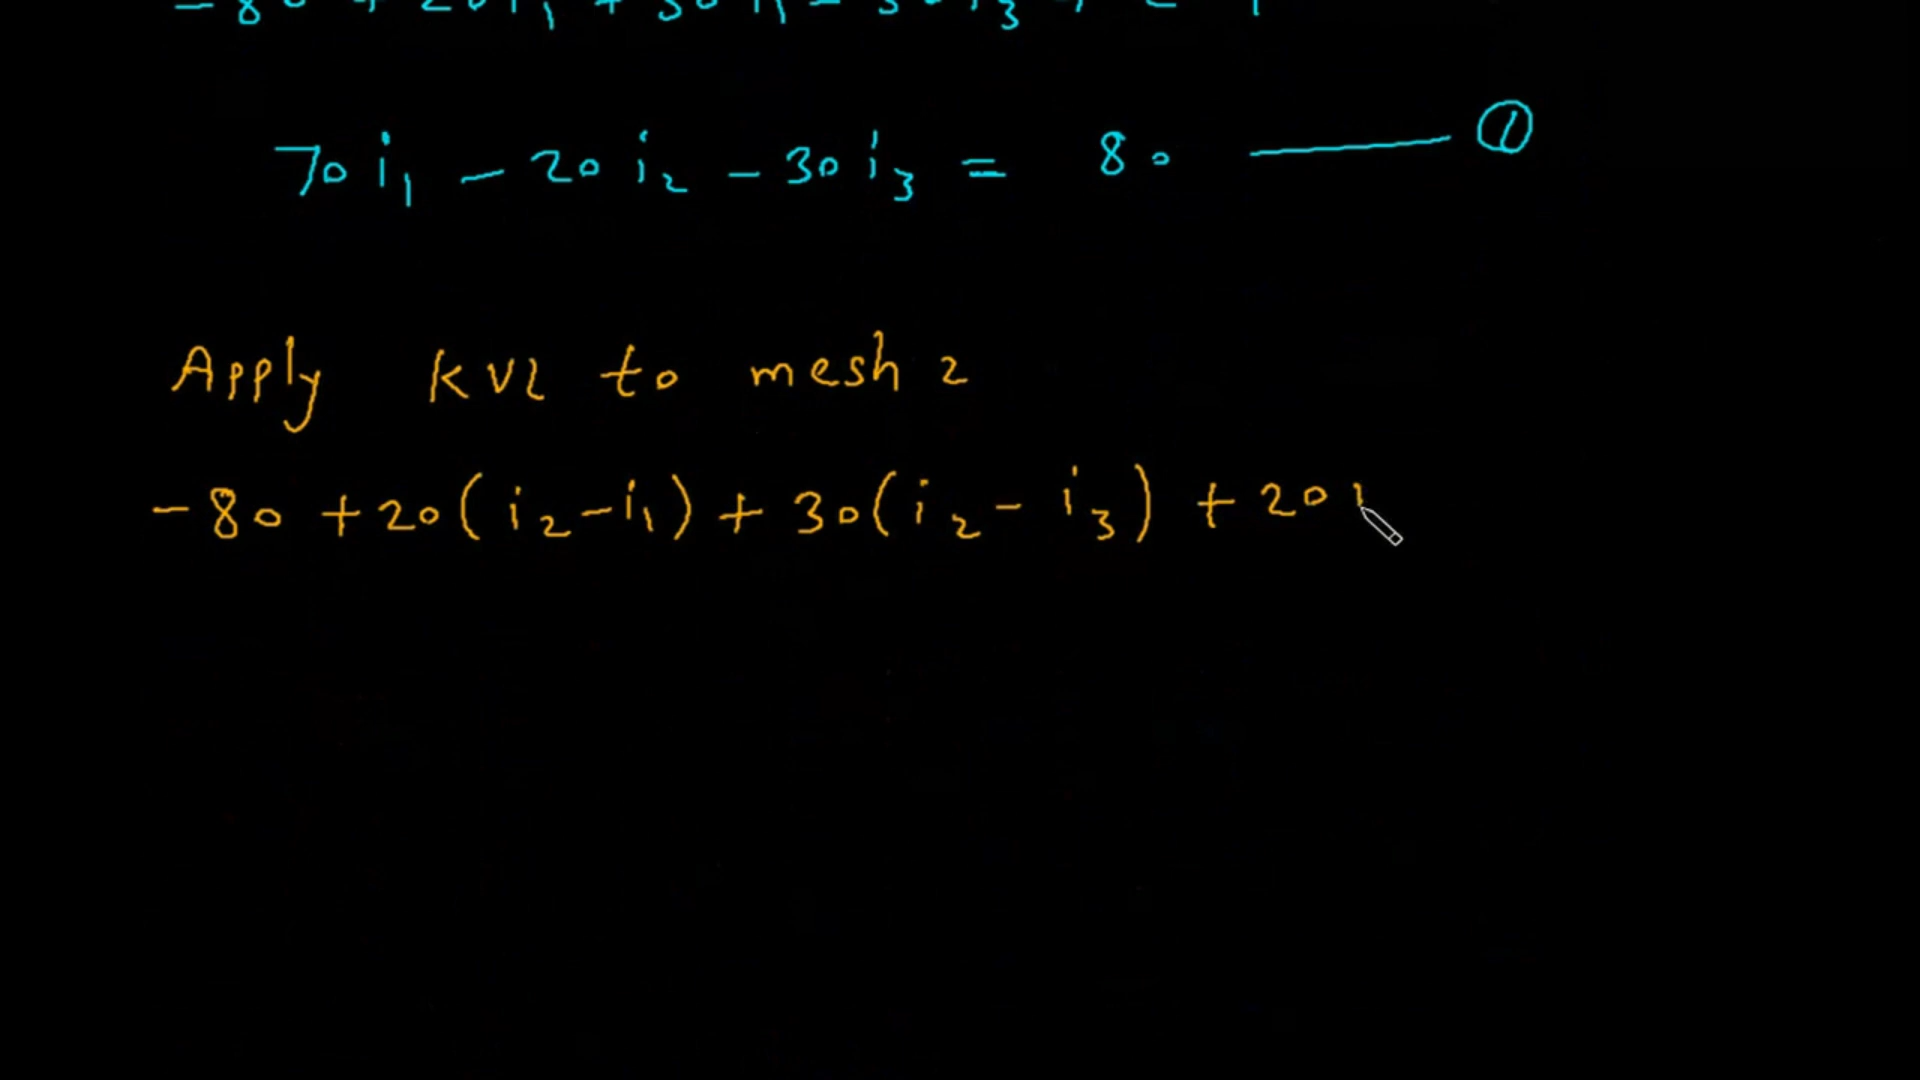 70i₁ - 20i₂ - 30i₃ = 80 —— ①
Apply KVL to mesh 2
-80 + 20(i₂ - i₁) + 30(i₂ - i₃) + 20i